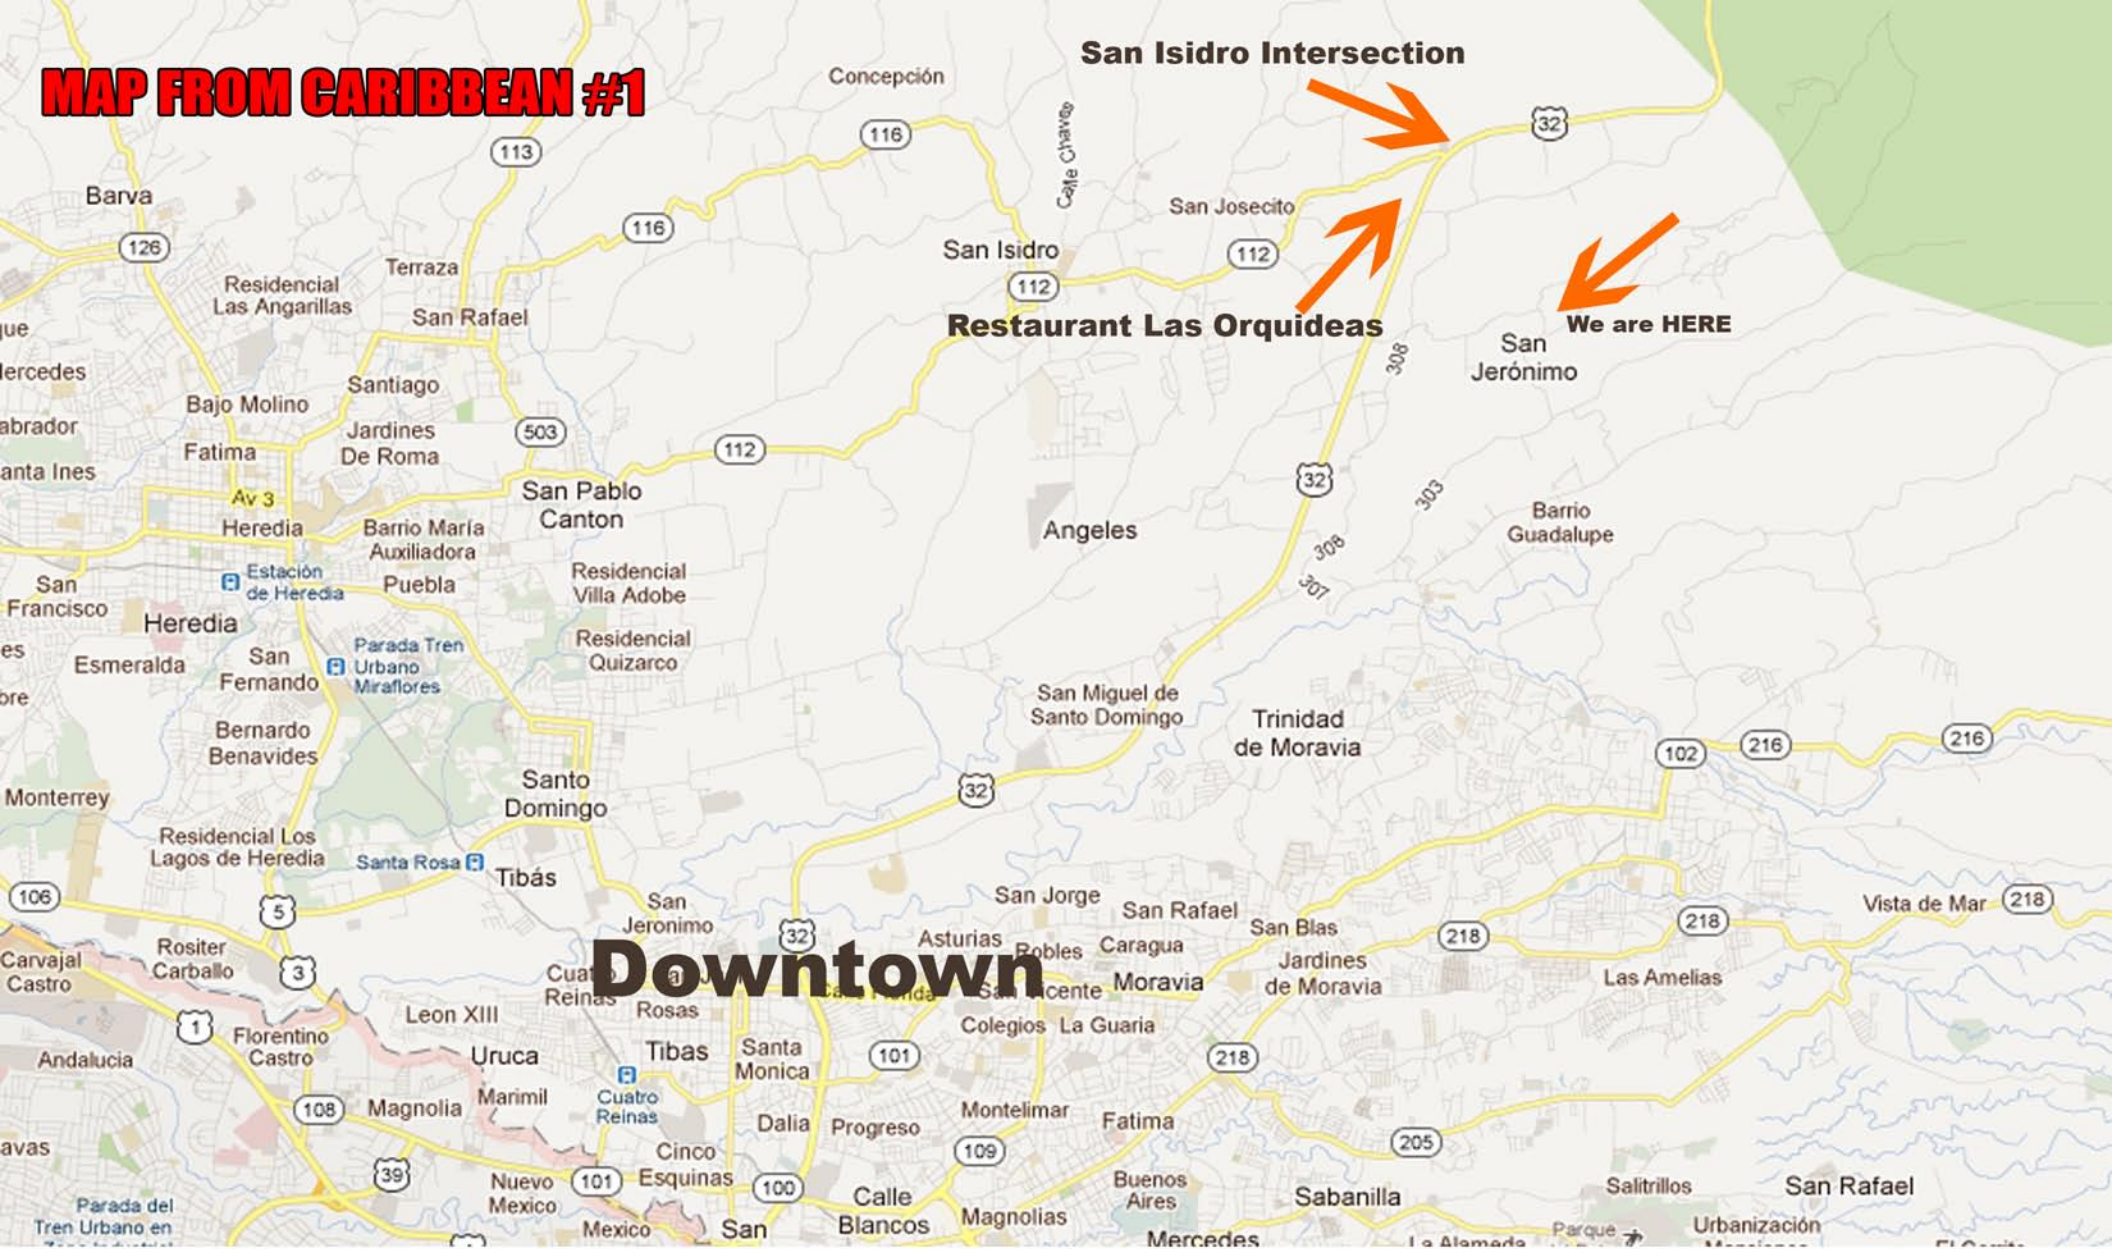 San Isidro Intersection
MAP FROM CARIBBEAN #1
Concepción
32
116
113
Calle Chaves
Barva
San Josecito
116
126
San Isidro
112
Terraza
Residencial
Las Angarillas
112
San Rafael
Restaurant Las Orquideas
We are HERE
San
Jerónimo
308
Santiago
Bajo Molino
Jardines
De Roma
503
Fatima
112
32
San Pablo
Canton
303
Av 3
Heredia
Barrio María
Auxiliadora
Angeles
Barrio
Guadalupe
308
307
Estación
de Heredia
Puebla
Residencial
Villa Adobe
San
Francisco
Heredia
Parada Tren
Urbano
Miraflores
Residencial
Quizarco
Esmeralda
San
Fernando
San Miguel de
Santo Domingo
Trinidad
de Moravia
Bernardo
Benavides
102
216
216
Santo
Domingo
32
Monterrey
Residencial Los
Lagos de Heredia
Santa Rosa
Tibás
106
5
San
Jeronimo
32
San Jorge
San Rafael
San Blas
218
218
Vista de Mar
218
Asturias
Robles
Caragua
Rositer
Carballo
3
Carvajal
Castro
Downtown
Reinas
Rosas
Moravia
Jardines
de Moravia
Las Amelias
Leon XIII
Colegios
La Guaria
1
Florentino
Castro
Andalucia
Uruca
Tibas
Santa
Monica
101
218
Cuatro
Reinas
Marimil
108
Magnolia
Dalia
Progreso
Montelimar
Fatima
205
109
Cinco
Esquinas
39
Nuevo
Mexico
101
100
Calle
Blancos
Buenos
Aires
Sabanilla
Salitrillos
San Rafael
Parada del
Tren Urbano en
Mexico
San
Magnolias
Mercedes
Parque
Urbanización